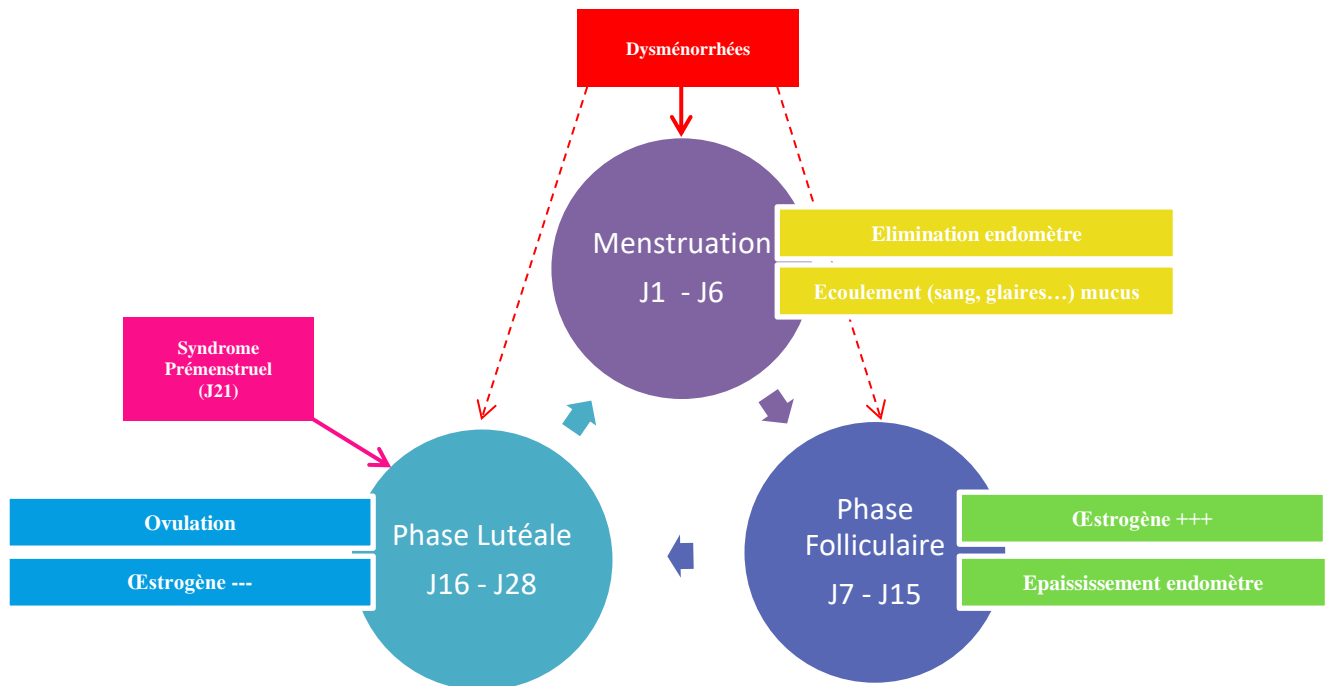 Dysménorrhées
Menstruation
J1 - J6
Elimination endomètre
Ecoulement (sang, glaires…) mucus
Syndrome
Prémenstruel
(J21)
Ovulation
Œstrogène ---
Phase Lutéale
J16 - J28
Phase
Folliculaire
J7 - J15
Œstrogène +++
Epaississement endomètre